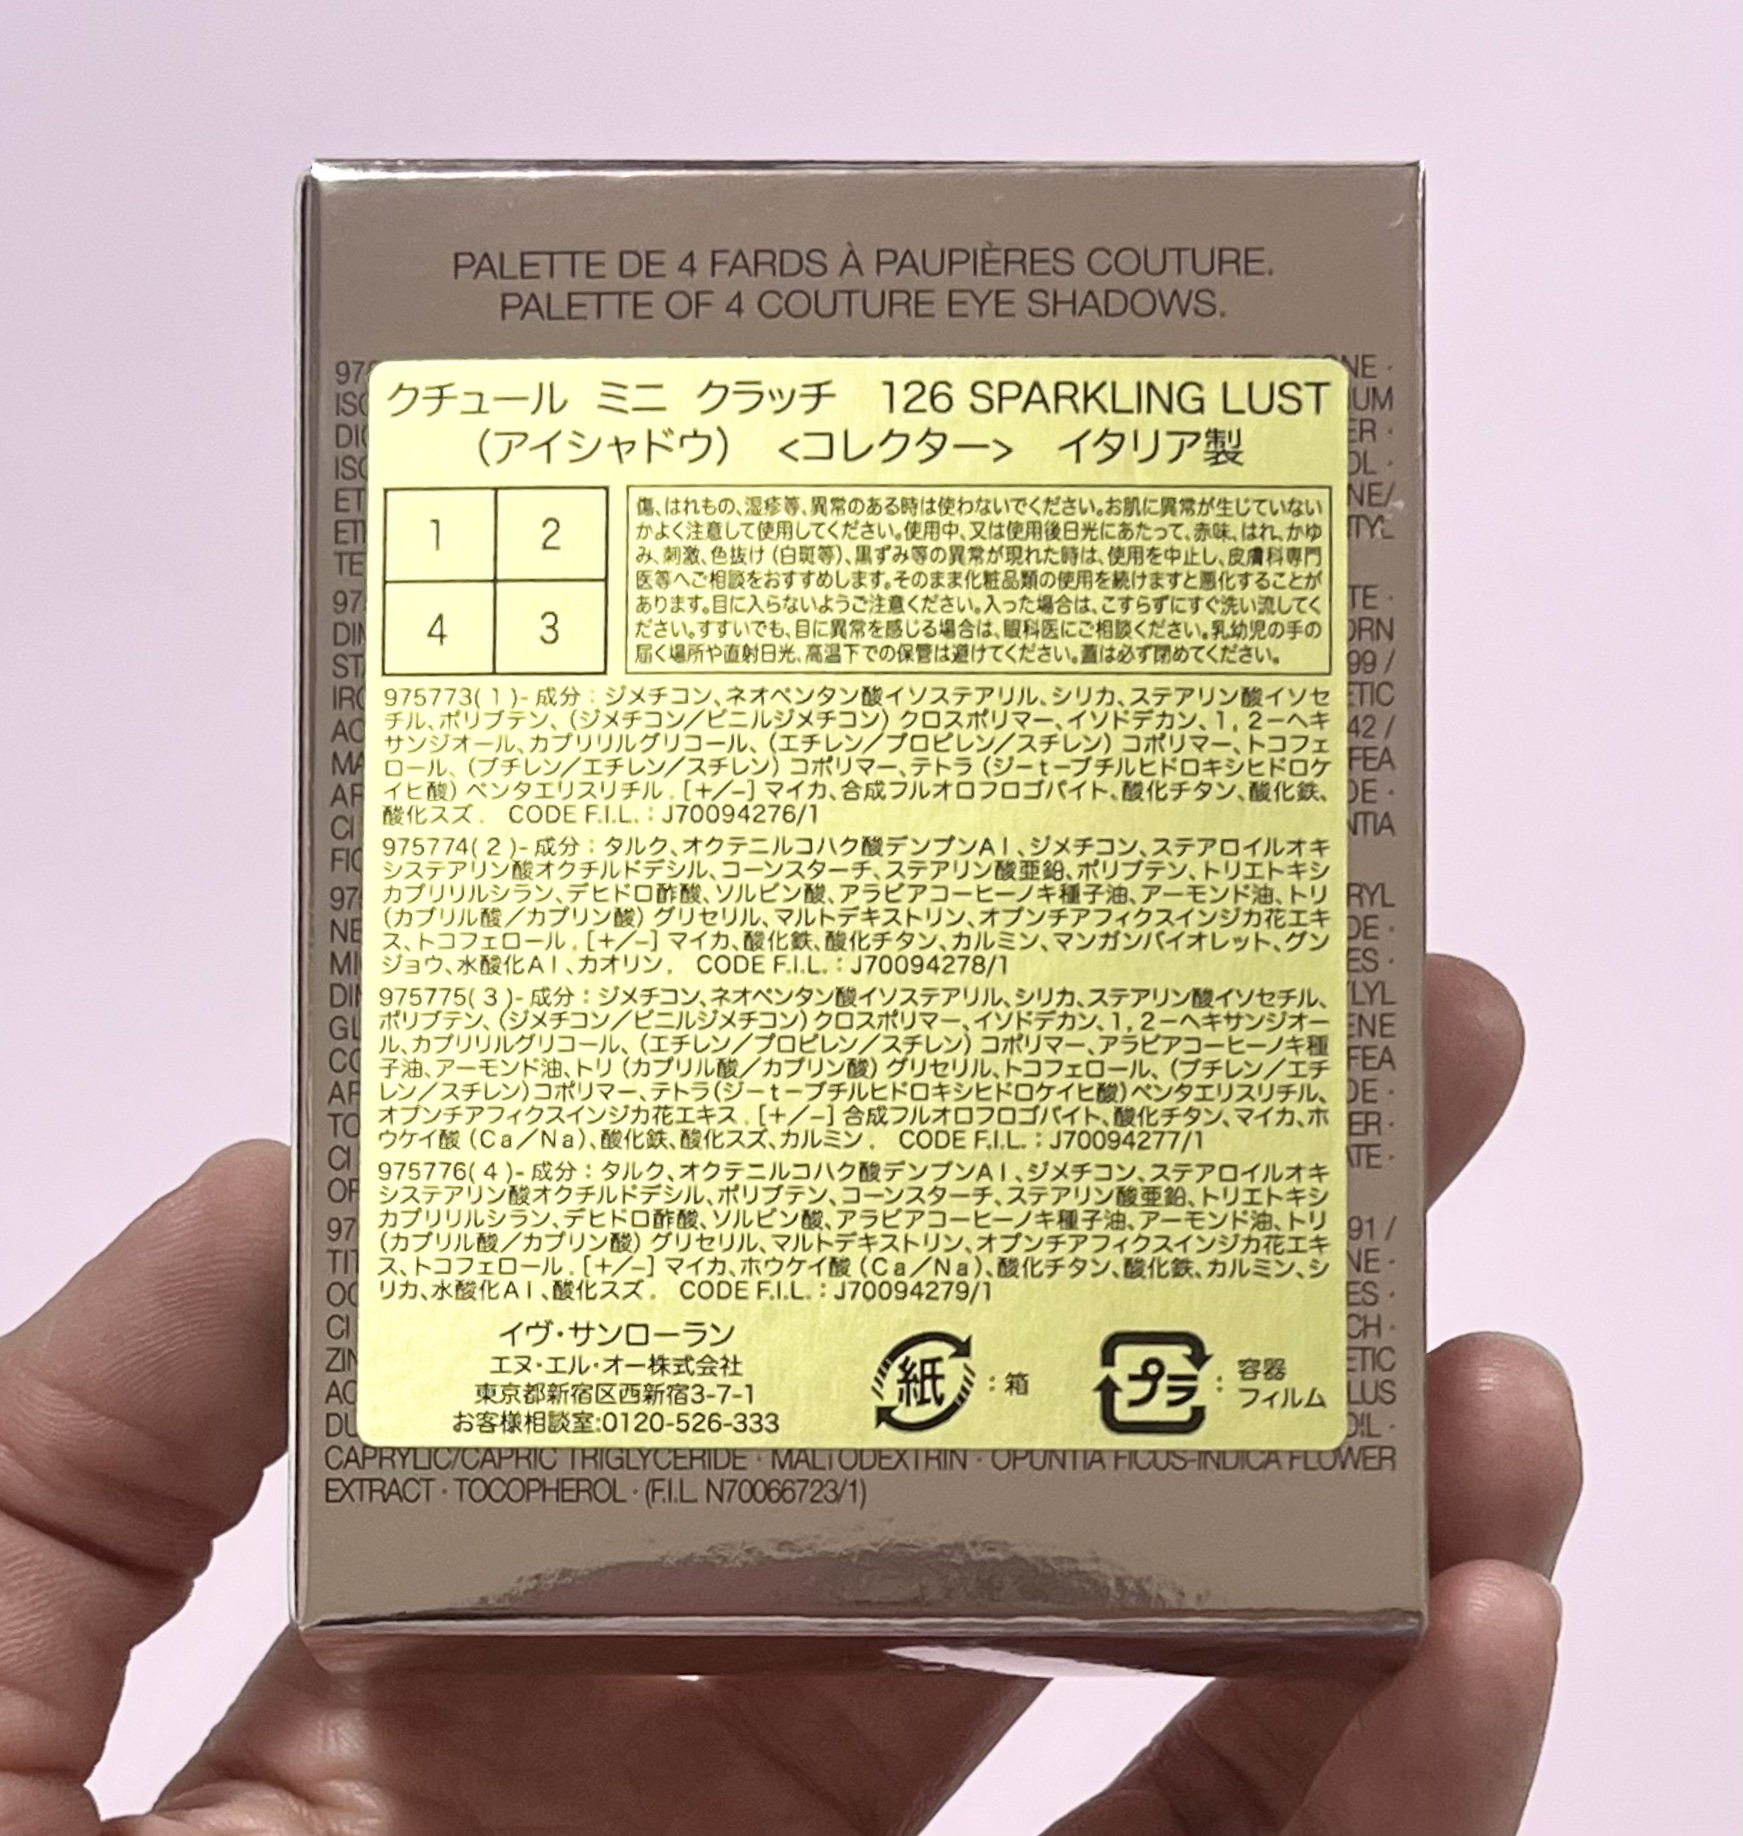 PALETTE DE 4 FARDS À PAUPIÈRES COUTURE.
PALETTE OF 4 COUTURE EYE SHADOWS.
クチュール ミニ クラッチ 126 SPARKLING LUST
（アイシャドウ） <コレクター> イタリア製
1 2
4 3
傷、はれもの、湿疹等、異常のある時は使わないでください。お肌に異常が生じていない
かよく注意して使用してください。使用中、又は使用後日光にあたって、赤味、はれ、かゆ
み、刺激、色抜け（白斑等）、黒ずみ等の異常が現れた時は、使用を中止し、皮膚科専門
医等へご相談をおすすめします。そのまま化粧品類の使用を続けますと悪化することが
あります。目に入らないようご注意ください。入った場合は、こすらずにすぐ洗い流してく
ださい。すすいでも、目に異常を感じる場合は、眼科医にご相談ください。乳幼児の手の
届く場所や直射日光、高温下での保管は避けてください。蓋は必ず閉めてください。
975773(1)-成分：ジメチコン、ネオペンタン酸イソステアリル、シリカ、ステアリン酸イソセ
チル、ポリブテン、（ジメチコン／ビニルジメチコン）クロスポリマー、イソドデカン、1，2－ヘキ
サンジオール、カプリリルグリコール、（エチレン／プロピレン／スチレン）コポリマー、トコフェ
ロール、（ブチレン／エチレン／スチレン）コポリマー、テトラ（ジーt－ブチルヒドロキシヒドロケ
イヒ酸）ペンタエリスリチル．[+/−]マイカ、合成フルオロフロゴパイト、酸化チタン、酸化鉄、
酸化スズ． CODE F.I.L.：J70094276/1
975774(2)-成分：タルク、オクテニルコハク酸デンプンAl、ジメチコン、ステアロイルオキ
システアリン酸オクチルドデシル、コーンスターチ、ステアリン酸亜鉛、ポリブテン、トリエトキシ
カプリリルシラン、デヒドロ酢酸、ソルビン酸、アラビアコーヒーノキ種子油、アーモンド油、トリ
（カプリル酸／カプリン酸）グリセリル、マルトデキストリン、オプンチアフィクスインジカ花エキ
ス、トコフェロール．[+/−]マイカ、酸化鉄、酸化チタン、カルミン、マンガンバイオレット、グン
ジョウ、水酸化Al、カオリン． CODE F.I.L.：J70094278/1
975775(3)-成分：ジメチコン、ネオペンタン酸イソステアリル、シリカ、ステアリン酸イソセチル、
ポリブテン、（ジメチコン／ビニルジメチコン）クロスポリマー、イソドデカン、1，2－ヘキサンジオー
ル、カプリリルグリコール、（エチレン／プロピレン／スチレン）コポリマー、アラビアコーヒーノキ種
子油、アーモンド油、トリ（カプリル酸／カプリン酸）グリセリル、トコフェロール、（ブチレン／エチ
レン／スチレン）コポリマー、テトラ（ジーt－ブチルヒドロキシヒドロケイヒ酸）ペンタエリスリチル、
オプンチアフィクスインジカ花エキス．[+/−]合成フルオロフロゴパイト、酸化チタン、マイカ、ホ
ウケイ酸（Ca／Na）、酸化鉄、酸化スズ、カルミン． CODE F.I.L.：J70094277/1
975776(4)-成分：タルク、オクテニルコハク酸デンプンAl、ジメチコン、ステアロイルオキ
システアリン酸オクチルドデシル、ポリブテン、コーンスターチ、ステアリン酸亜鉛、トリエトキシ
カプリリルシラン、デヒドロ酢酸、ソルビン酸、アラビアコーヒーノキ種子油、アーモンド油、トリ
（カプリル酸／カプリン酸）グリセリル、マルトデキストリン、オプンチアフィクスインジカ花エキ
ス、トコフェロール．[+/−]マイカ、ホウケイ酸（Ca／Na）、酸化チタン、酸化鉄、カルミン、シ
リカ、水酸化Al、酸化スズ． CODE F.I.L.：J70094279/1
イヴ・サンローラン
エヌ・エル・オー株式会社
東京都新宿区西新宿3-7-1
お客様相談室:0120-526-333
紙：箱
プラ：容器
フィルム
CAPRYLIC/CAPRIC TRIGLYCERIDE · MALTODEXTRIN · OPUNTIA FICUS-INDICA FLOWER
EXTRACT · TOCOPHEROL · (F.I.L. N70066723/1)